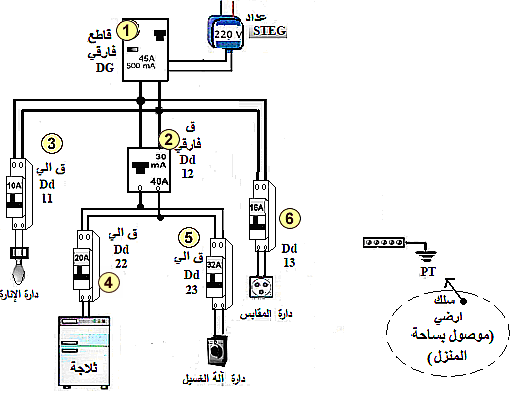 عداد
STEG
220 V
1
قاطع
فارقي
DG
45A
500 mA
3
ق الي
Dd
11
10A
2
ق
فارقي
Dd
12
30
mA
40A
6
Dd
13
16A
ق الي
Dd
22
20A
4
5
ق الي
Dd
23
32A
دارة الإنارة
دارة المقابس
ثلاجة
دارة آلة الغسيل
PT
سلك
ارضي
(موصول بساحة
المنزل)